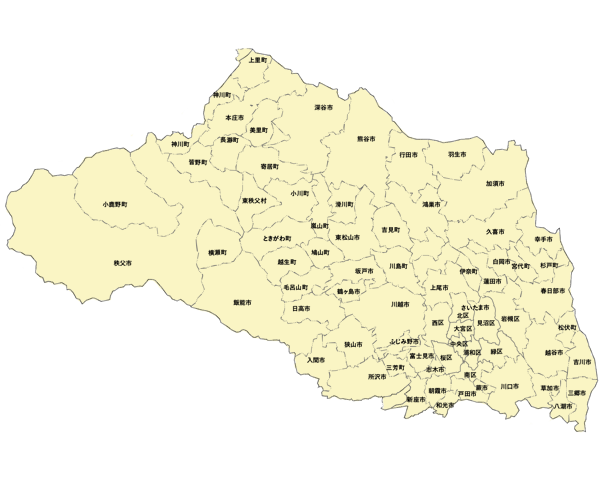 上里町
神川町
本庄市
深谷市
美里町
神川町
長瀞町
熊谷市
皆野町
寄居町
行田市
羽生市
加須市
小川町
小鹿野町
東秩父村
滑川町
鴻巣市
嵐山町
吉見町
久喜市
ときがわ町
東松山市
幸手市
横瀬町
鳩山町
秩父市
越生町
坂戸市
川島町
伊奈町
白岡市
宮代町
杉戸町
毛呂山町
鶴ヶ島市
上尾市
蓮田市
春日部市
飯能市
日高市
川越市
さいたま市
北区
西区
大宮区
見沼区
岩槻区
松伏町
狭山市
ふじみ野市
中央区
入間市
富士見市
桜区
浦和区
緑区
越谷市
吉川市
三芳町
志木市
所沢市
南区
朝霞市
蕨市
川口市
草加市
三郷市
新座市
戸田市
和光市
八潮市